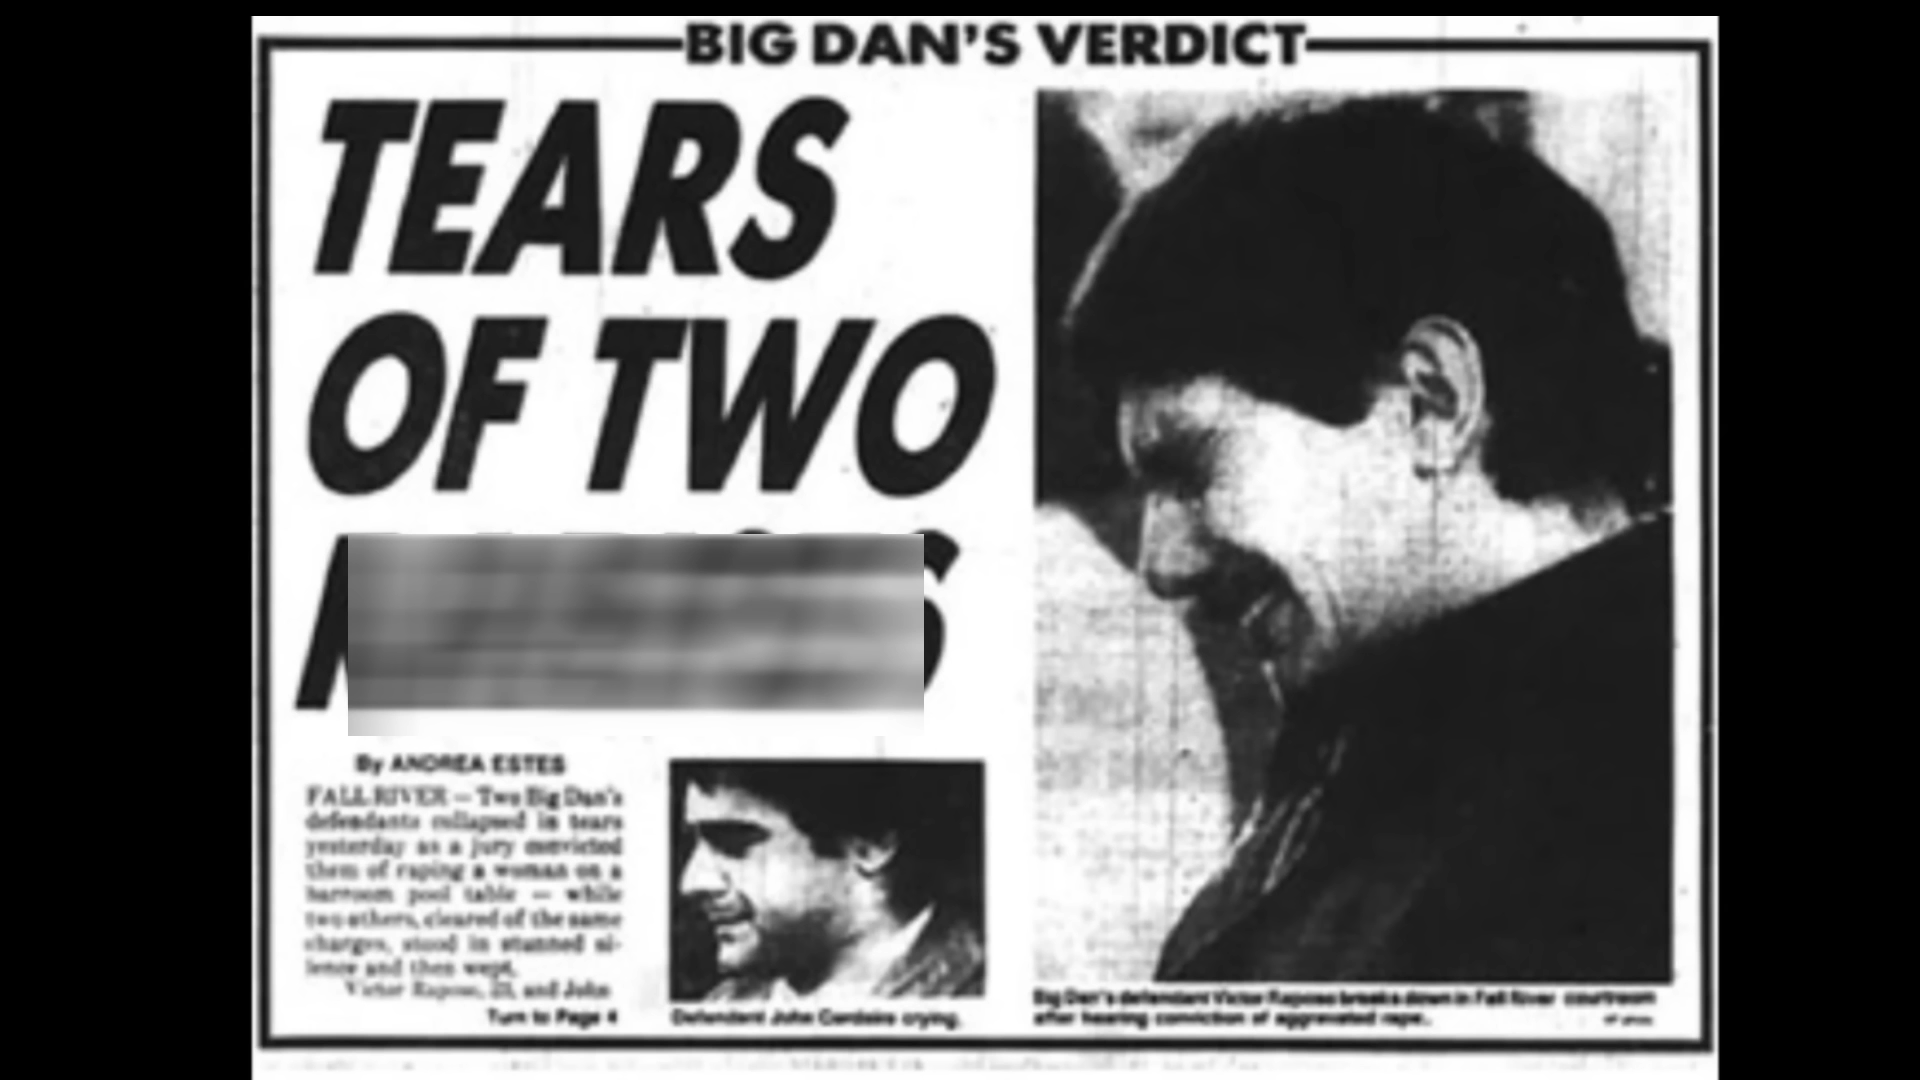 BIG DAN'S VERDICT
TEARS
OF TWO
By ANDREA ESTES
FALL RIVER — Two Big Dan's
defendants collapsed in tears
yesterday as a jury convicted
them of raping a woman on a
barroom pool table — while
two others, cleared of the same
charges, stood in stunned si-
lence and then wept.
Victor Raposo, 23, and John
Turn to Page 4
Defendant John Cordeiro crying.
Big Dan's defendant Victor Raposo breaks down in Fall River courtroom
after hearing conviction of aggravated rape.